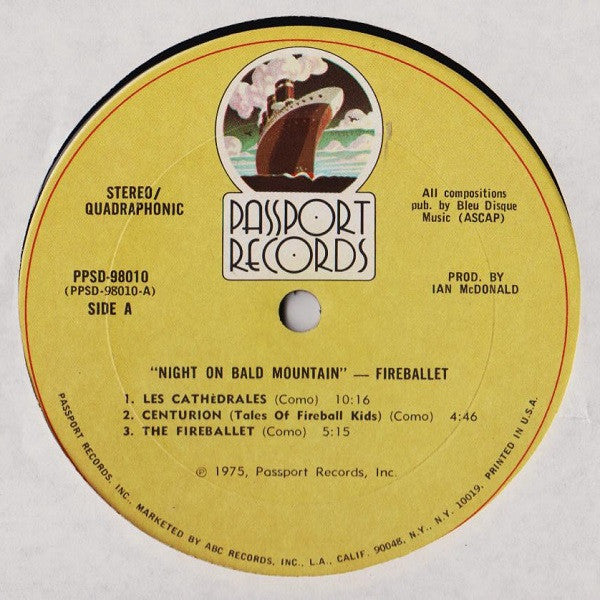 PASSPORT
RECORDS
STEREO/
QUADRAPHONIC
All compositions
pub. by Bleu Disque
Music (ASCAP)
PPSD-98010
(PPSD-98010-A)
SIDE A
PROD. BY
IAN McDONALD
"NIGHT ON BALD MOUNTAIN" — FIREBALLET
1. LES CATHèDRALES (Como) 10:16
2. CENTURION (Tales Of Fireball Kids) (Como) 4:46
3. THE FIREBALLET (Como) 5:15
℗ 1975, Passport Records, Inc.
PASSPORT RECORDS, INC., MARKETED BY ABC RECORDS, INC., L.A., CALIF. 90048, N.Y., N.Y. 10019. PRINTED IN U.S.A.